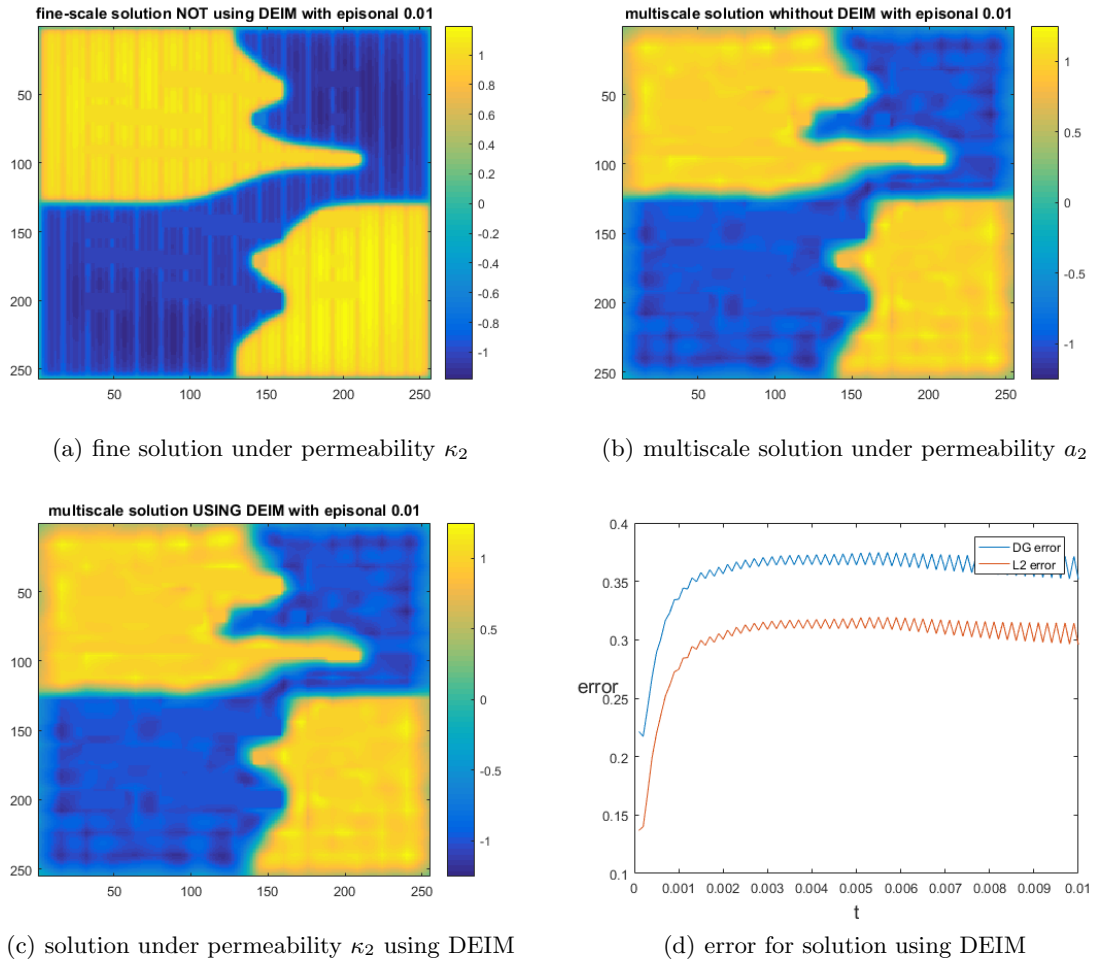 fine-scale solution NOT using DEIM with episonal 0.01
50
100
150
200
250
50 100 150 200 250
1
0.8
0.6
0.4
0.2
0
-0.2
-0.4
-0.6
-0.8
-1
(a) fine solution under permeability κ₂
multiscale solution whithout DEIM with episonal 0.01
50
100
150
200
250
50 100 150 200 250
1
0.5
0
-0.5
-1
(b) multiscale solution under permeability a₂
multiscale solution USING DEIM with episonal 0.01
50
100
150
200
250
50 100 150 200 250
1
0.5
0
-0.5
-1
(c) solution under permeability κ₂ using DEIM
0.4
0.35
0.3
0.25
0.2
0.15
0.1
error
DG error
L2 error
0 0.001 0.002 0.003 0.004 0.005 0.006 0.007 0.008 0.009 0.01
t
(d) error for solution using DEIM